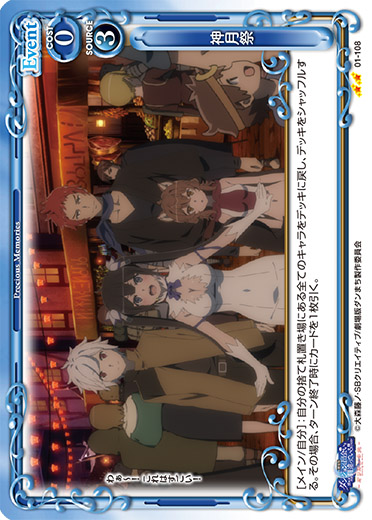 Event
COST 0
SOURCE 3
神月祭
Precious Memories
わぁ～! これはすごい!
[メイン/自分]：自分の捨て札置き場にある全てのキャラをデッキに戻し、デッキをシャッフルす
る。その場合、ターン終了時にカードを1枚引く。
©大森藤ノ・SBクリエイティブ/劇場版ダンまち製作委員会
01-108